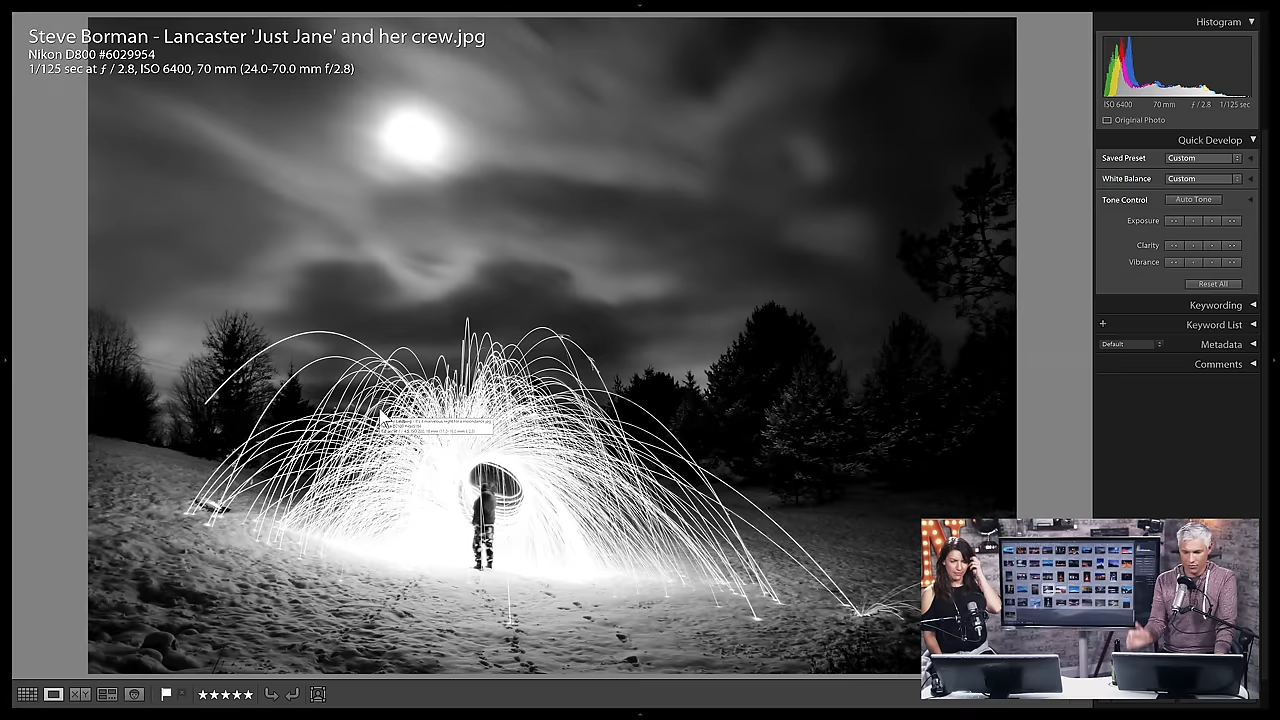 Steve Borman - Lancaster 'Just Jane' and her crew.jpg
Nikon D800 #6029954
1/125 sec at ƒ / 2.8, ISO 6400, 70 mm (24.0-70.0 mm f/2.8)
Histogram
ISO 6400 70 mm ƒ / 2.8 1/125 sec
Original Photo
Quick Develop
Saved Preset Custom
White Balance Custom
Tone Control Auto Tone
Exposure
Clarity
Vibrance
Reset All
Keywording
+ Keyword List
Default Metadata
Comments
XY